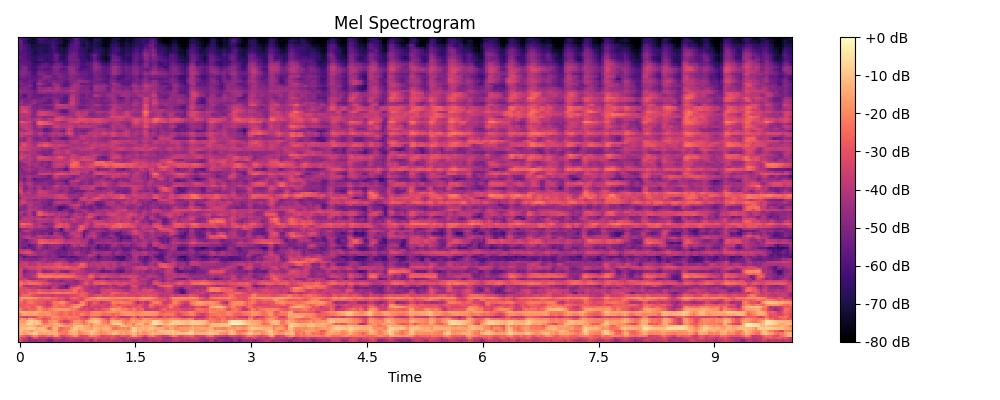 Mel Spectrogram
+0 dB
-10 dB
-20 dB
-30 dB
-40 dB
-50 dB
-60 dB
-70 dB
-80 dB
0 1.5 3 4.5 6 7.5 9
Time